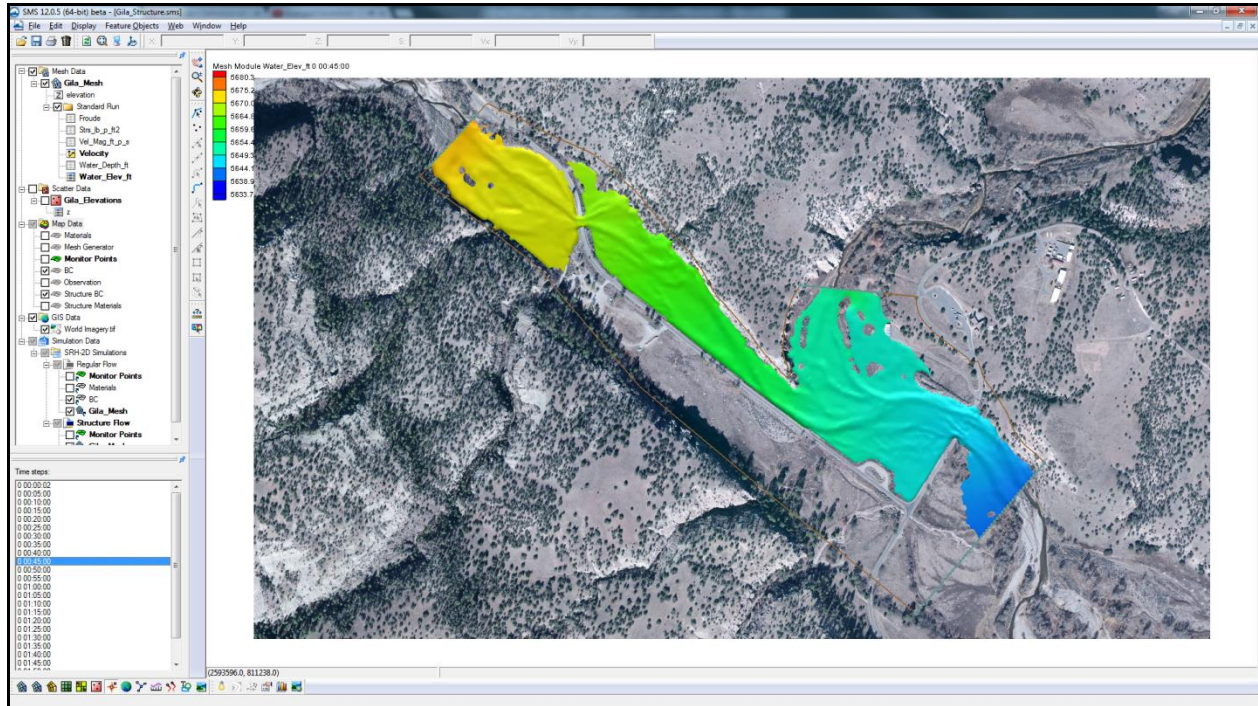 SMS 12.0.5 (64-bit) beta - [Gila_Structure.sms]
File Edit Display Feature Objects Web Window Help
X: Y: Z: S: Vx: Vy:
Mesh Data
Gila_Mesh
elevation
Standard Run
Froude
Strs_lb_p_ft2
Vel_Mag_ft_p_s
Velocity
Water_Depth_ft
Water_Elev_ft
Scatter Data
Gila_Elevations
z
Map Data
Materials
Mesh Generator
Monitor Points
BC
Observation
Structure BC
Structure Materials
GIS Data
World Imagery.tif
Simulation Data
SRH-2D Simulations
Regular Flow
Monitor Points
Materials
BC
Gila_Mesh
Structure Flow
Monitor Points
Time steps:
0 00:00:02
0 00:05:00
0 00:10:00
0 00:15:00
0 00:20:00
0 00:25:00
0 00:30:00
0 00:35:00
0 00:40:00
0 00:45:00
0 00:50:00
0 00:55:00
0 01:00:00
0 01:05:00
0 01:10:00
0 01:15:00
0 01:20:00
0 01:25:00
0 01:30:00
0 01:35:00
0 01:40:00
0 01:45:00
Mesh Module Water_Elev_ft 0 00:45:00
5680.3
5675.2
5670.0
5664.8
5659.6
5654.4
5649.3
5644.1
5638.9
5633.7
(2593596.0, 811238.0)